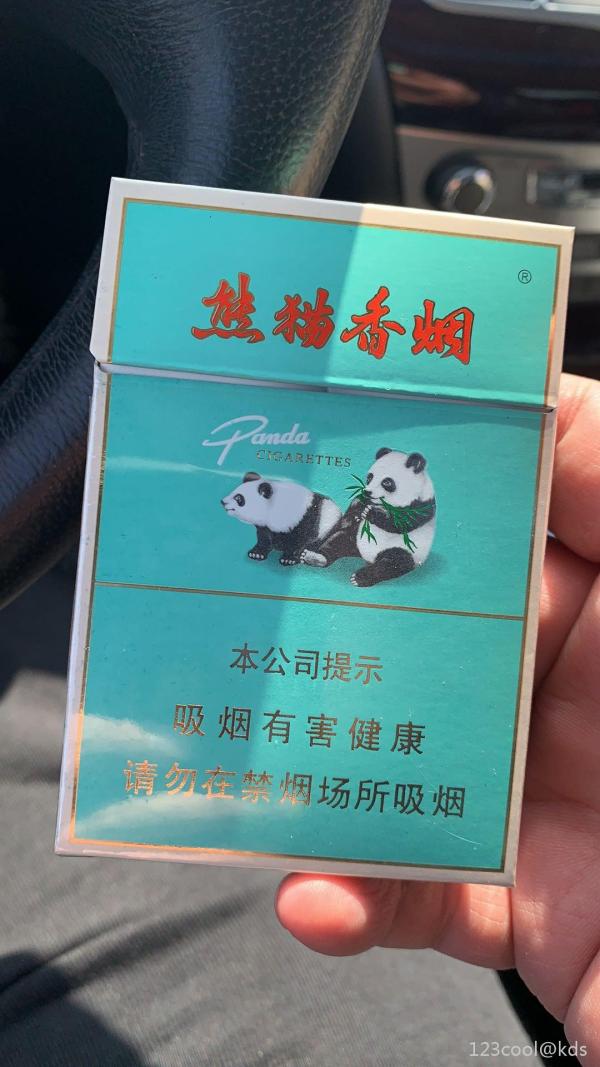 熊猫香烟
®
Panda
CIGARETTES
本公司提示
吸烟有害健康
请勿在禁烟场所吸烟
123cool@kds